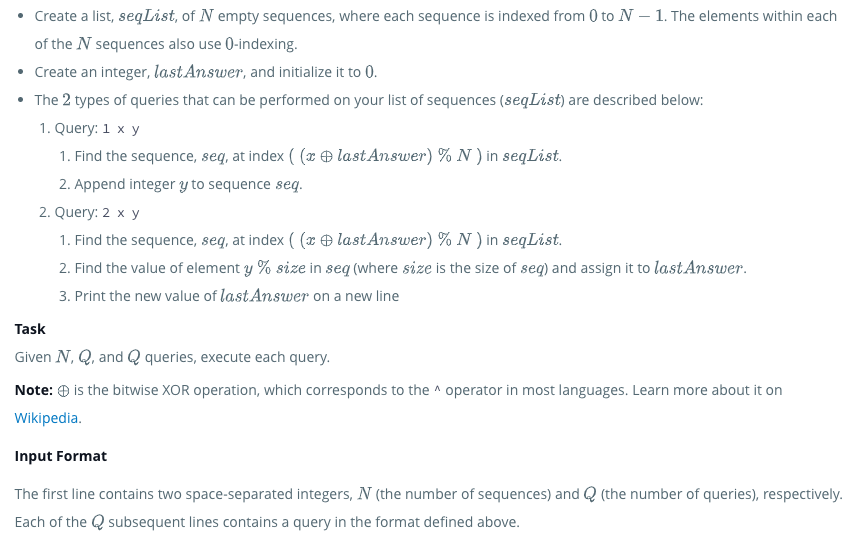 • Create a list, seqList, of N empty sequences, where each sequence is indexed from 0 to N − 1. The elements within each
of the N sequences also use 0-indexing.
• Create an integer, lastAnswer, and initialize it to 0.
• The 2 types of queries that can be performed on your list of sequences (seqList) are described below:
1. Query: 1 x y
1. Find the sequence, seq, at index ( (x ⊕ lastAnswer) % N ) in seqList.
2. Append integer y to sequence seq.
2. Query: 2 x y
1. Find the sequence, seq, at index ( (x ⊕ lastAnswer) % N ) in seqList.
2. Find the value of element y % size in seq (where size is the size of seq) and assign it to lastAnswer.
3. Print the new value of lastAnswer on a new line
Task
Given N, Q, and Q queries, execute each query.
Note: ⊕ is the bitwise XOR operation, which corresponds to the ^ operator in most languages. Learn more about it on
Wikipedia.
Input Format
The first line contains two space-separated integers, N (the number of sequences) and Q (the number of queries), respectively.
Each of the Q subsequent lines contains a query in the format defined above.